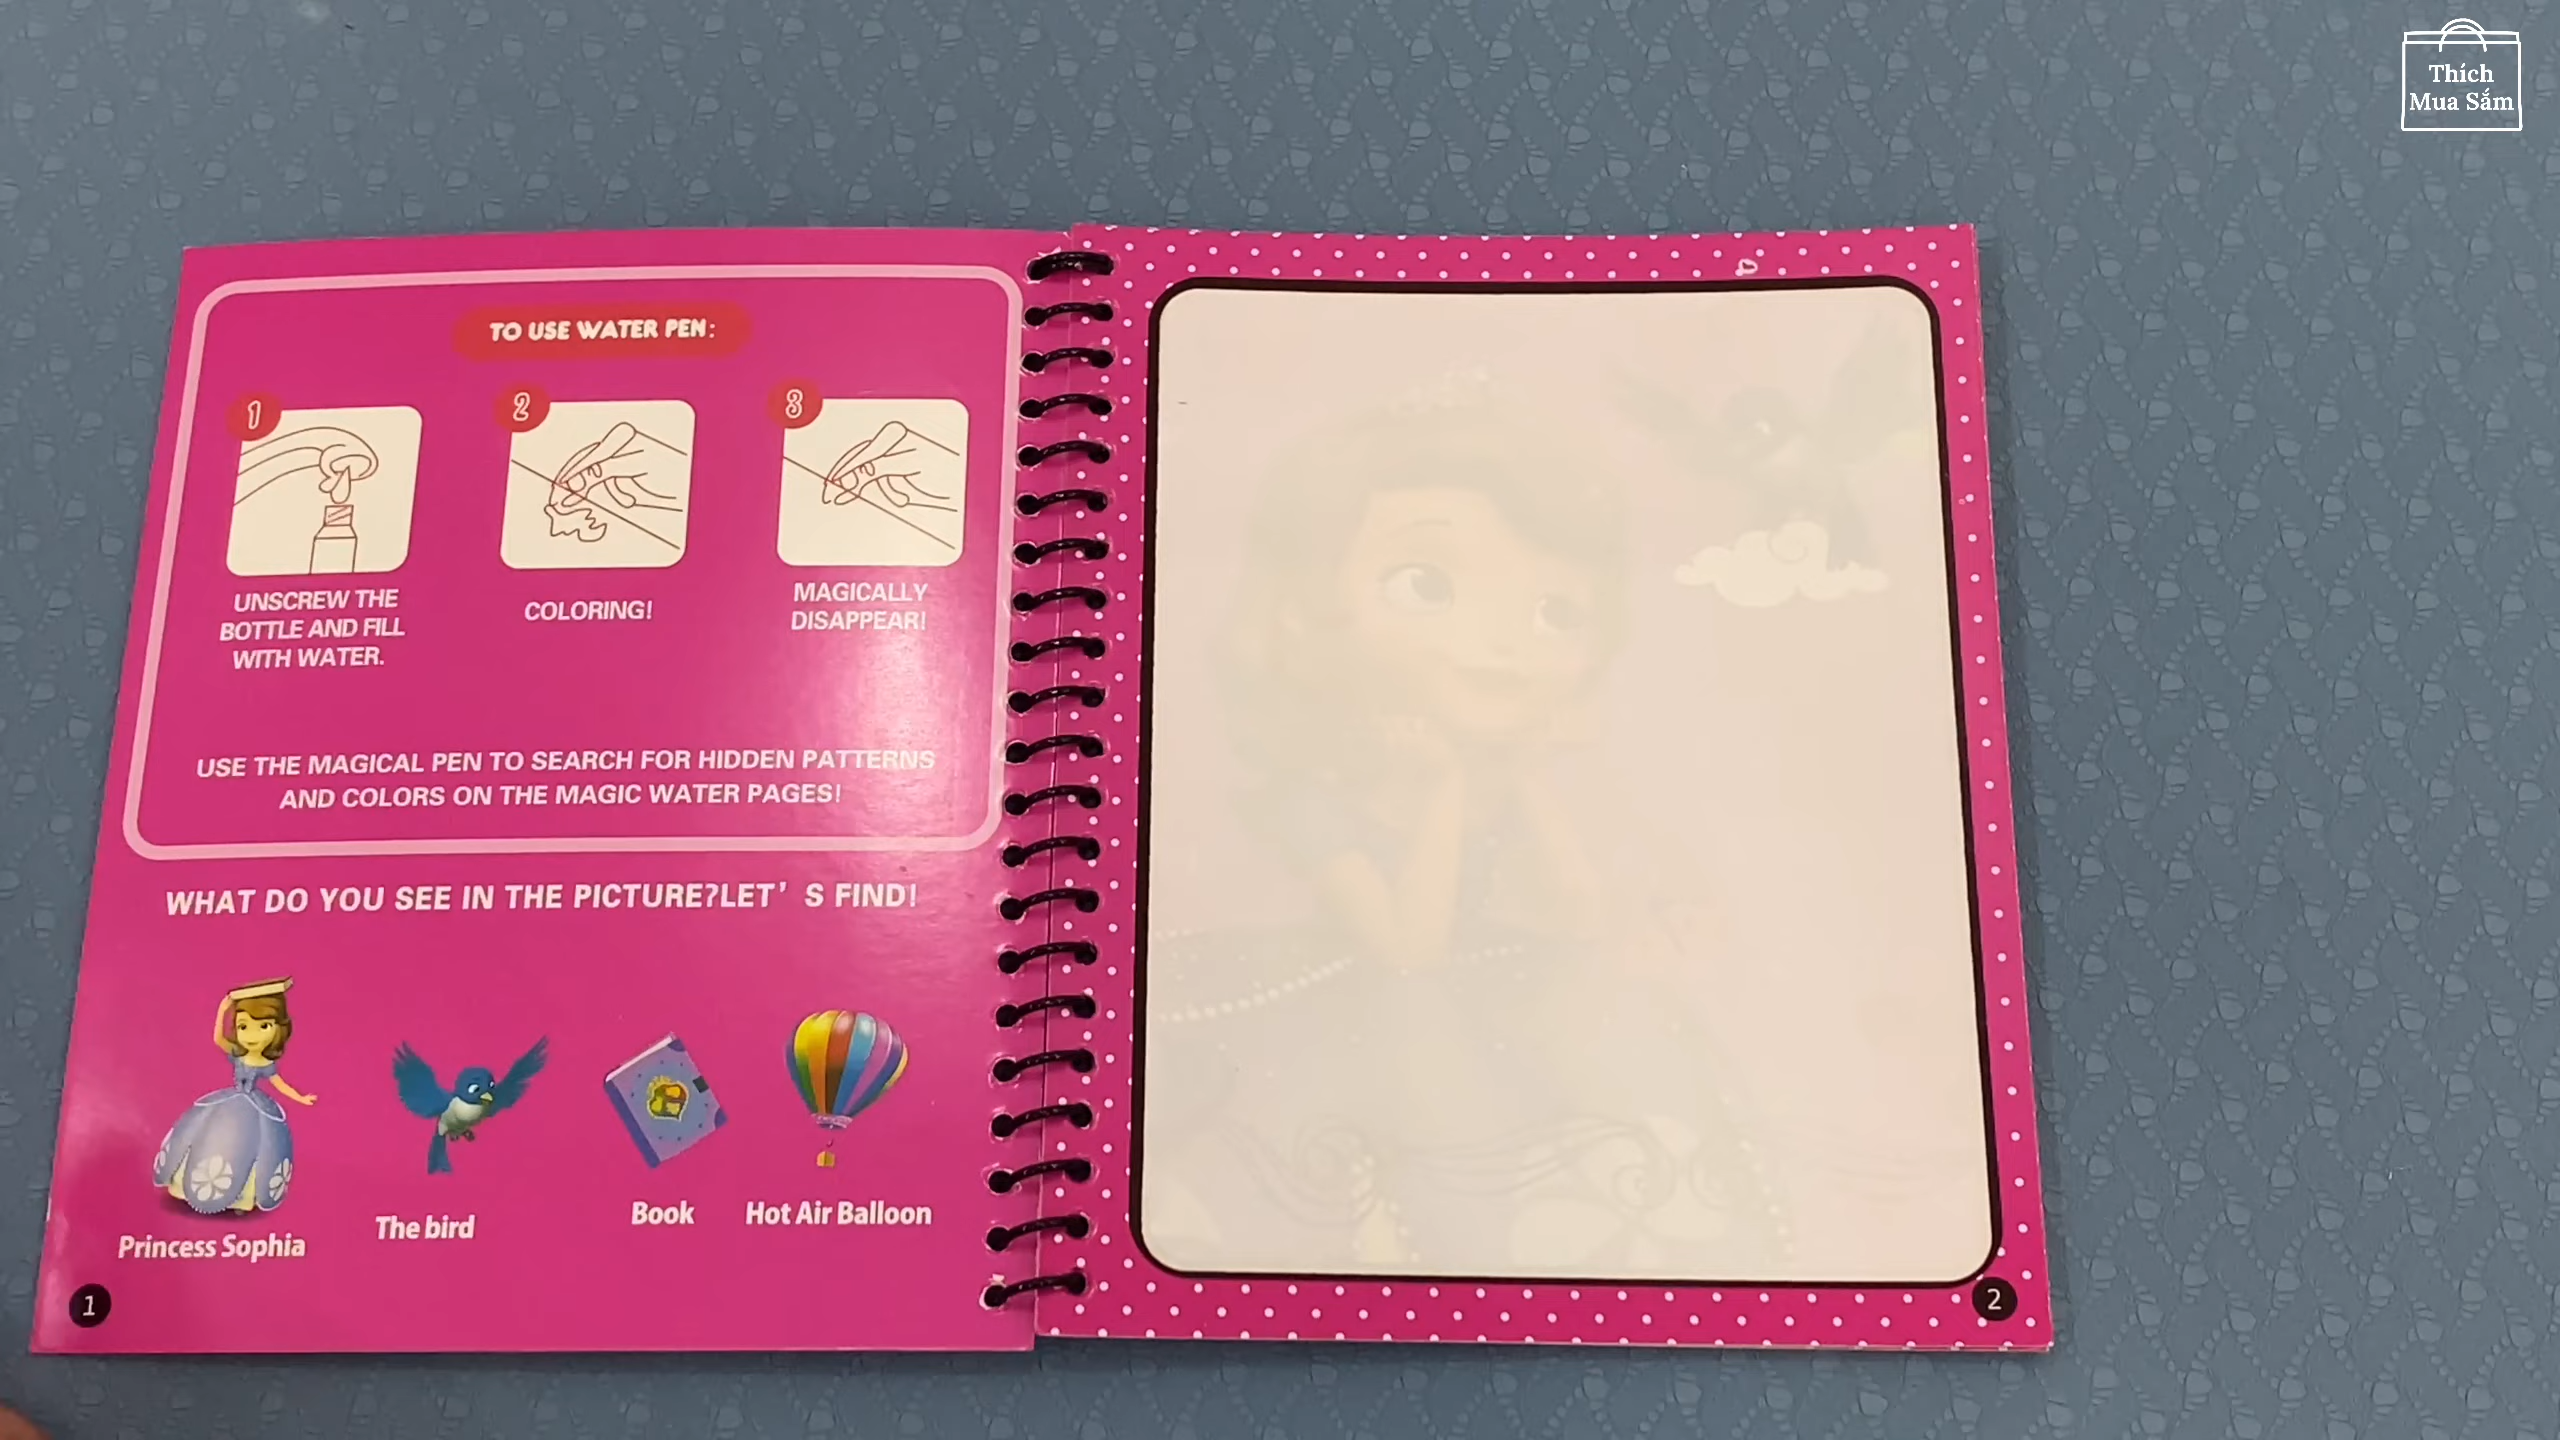 Thích
Mua Sắm
TO USE WATER PEN:
1
2
3
UNSCREW THE
BOTTLE AND FILL
WITH WATER.
COLORING!
MAGICALLY
DISAPPEAR!
USE THE MAGICAL PEN TO SEARCH FOR HIDDEN PATTERNS
AND COLORS ON THE MAGIC WATER PAGES!
WHAT DO YOU SEE IN THE PICTURE?LET' S FIND!
Princess Sophia
The bird
Book
Hot Air Balloon
1
2